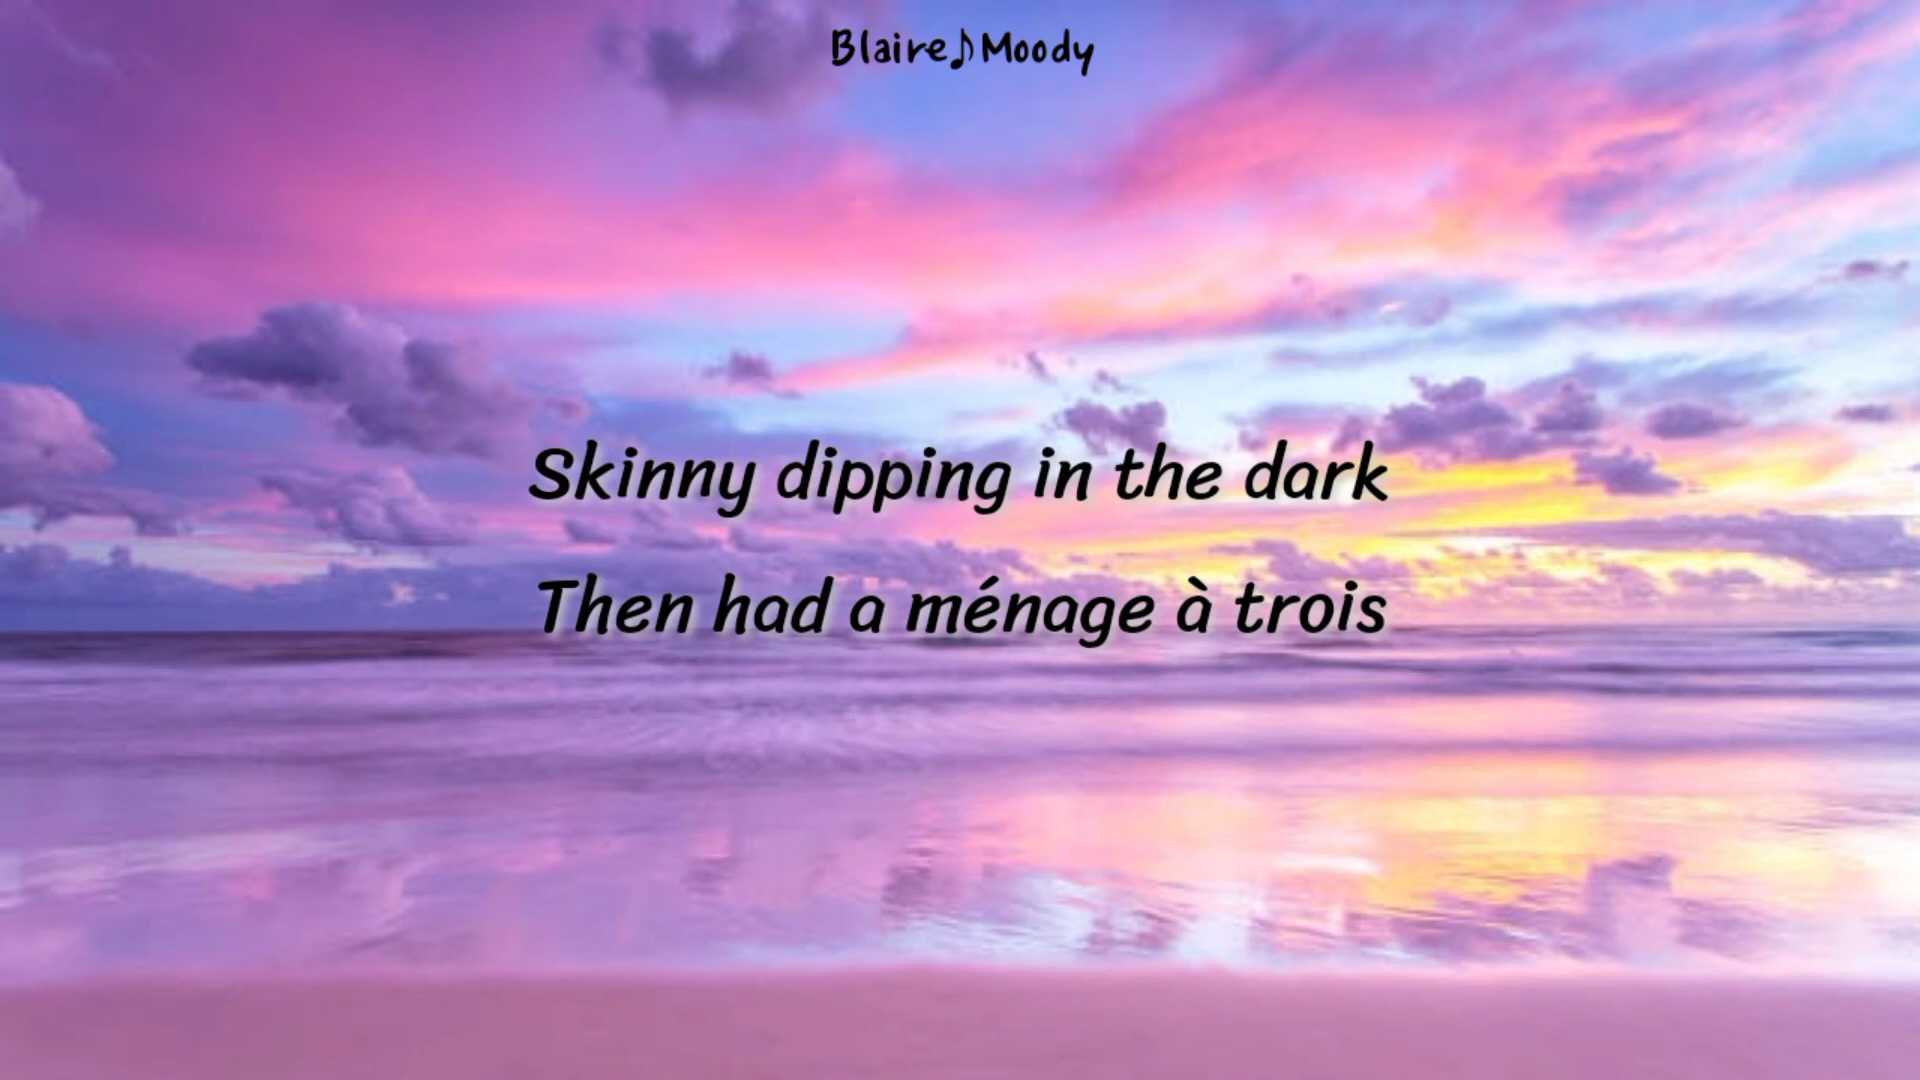 Blaire♪Moody
Skinny dipping in the dark
Then had a ménage à trois